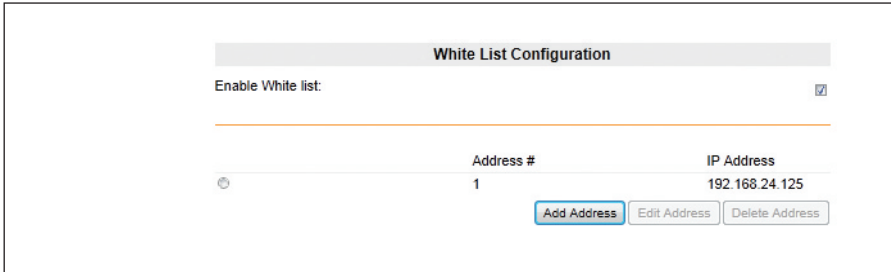 White List Configuration
Enable White list:
Address # IP Address
1 192.168.24.125
Add Address Edit Address Delete Address